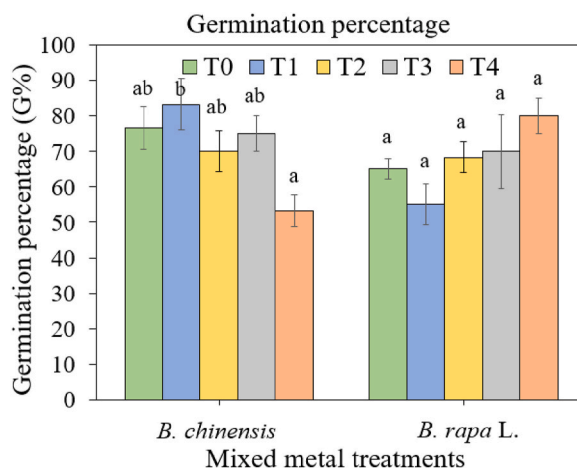 Germination percentage
Germination percentage (G%)
100
90
80
70
60
50
40
30
20
10
0
T0 T1 T2 T3 T4
ab b ab ab a
a a a a a
B. chinensis B. rapa L.
Mixed metal treatments